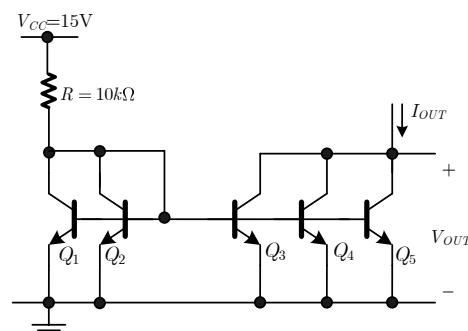 V_CC=15V
R = 10kΩ
I_OUT
+
Q_1
Q_2
Q_3
Q_4
Q_5
V_OUT
−